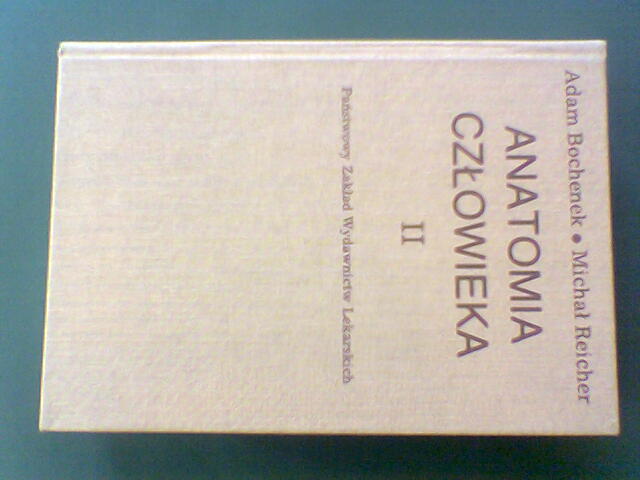 Adam Bochenek • Michał Reicher
ANATOMIA
CZŁOWIEKA
II
Państwowy Zakład Wydawnictw Lekarskich